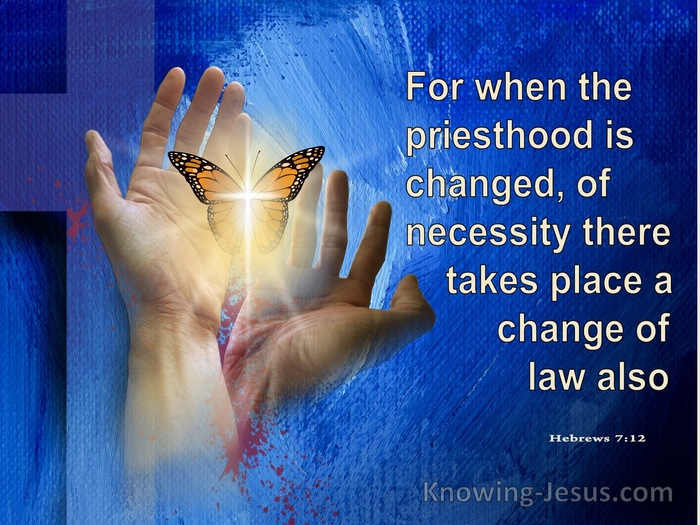 For when the
priesthood is
changed, of
necessity there
takes place a
change of
law also
Hebrews 7:12
Knowing-Jesus.com